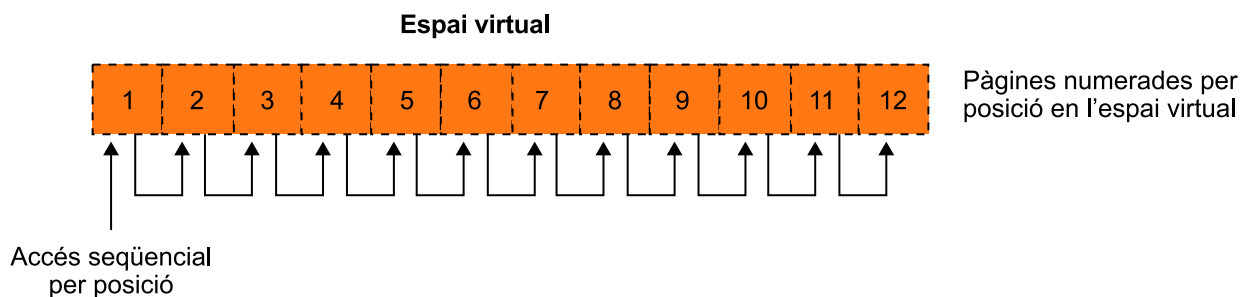 Espai virtual
1 2 3 4 5 6 7 8 9 10 11 12
Pàgines numerades per
posició en l'espai virtual
Accés seqüencial
per posició